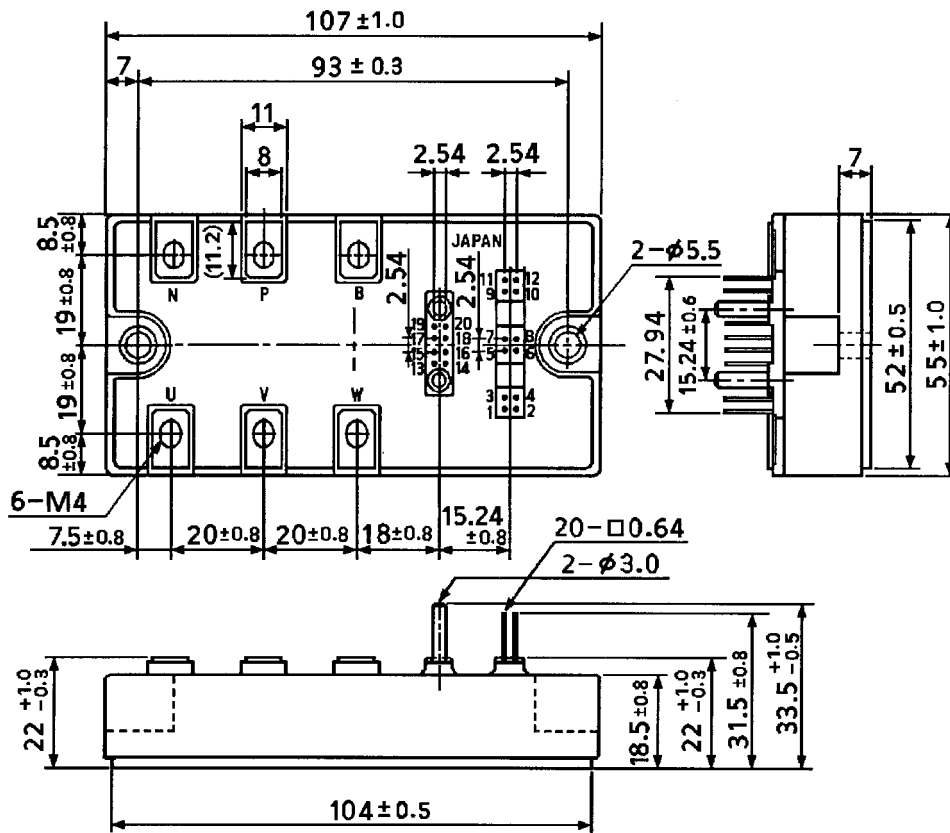 107±1.0
7
93±0.3
11
8
2.54
2.54
7
8.5±0.8
(11.2)
JAPAN
2-φ5.5
N
P
B
2.54
2.54
11 12
9 10
19±0.8
19 20
17 18
15 16
13 14
7 8
5 6
3 4
1 2
27.94
15.24±0.6
52±0.5
55±1.0
19±0.8
U
V
W
8.5±0.8
6-M4
7.5±0.8
20±0.8
20±0.8
18±0.8
15.24±0.8
20-□0.64
2-φ3.0
22 +1.0 -0.3
18.5±0.8
22 +1.0 -0.3
31.5±0.8
33.5 +1.0 -0.5
104±0.5